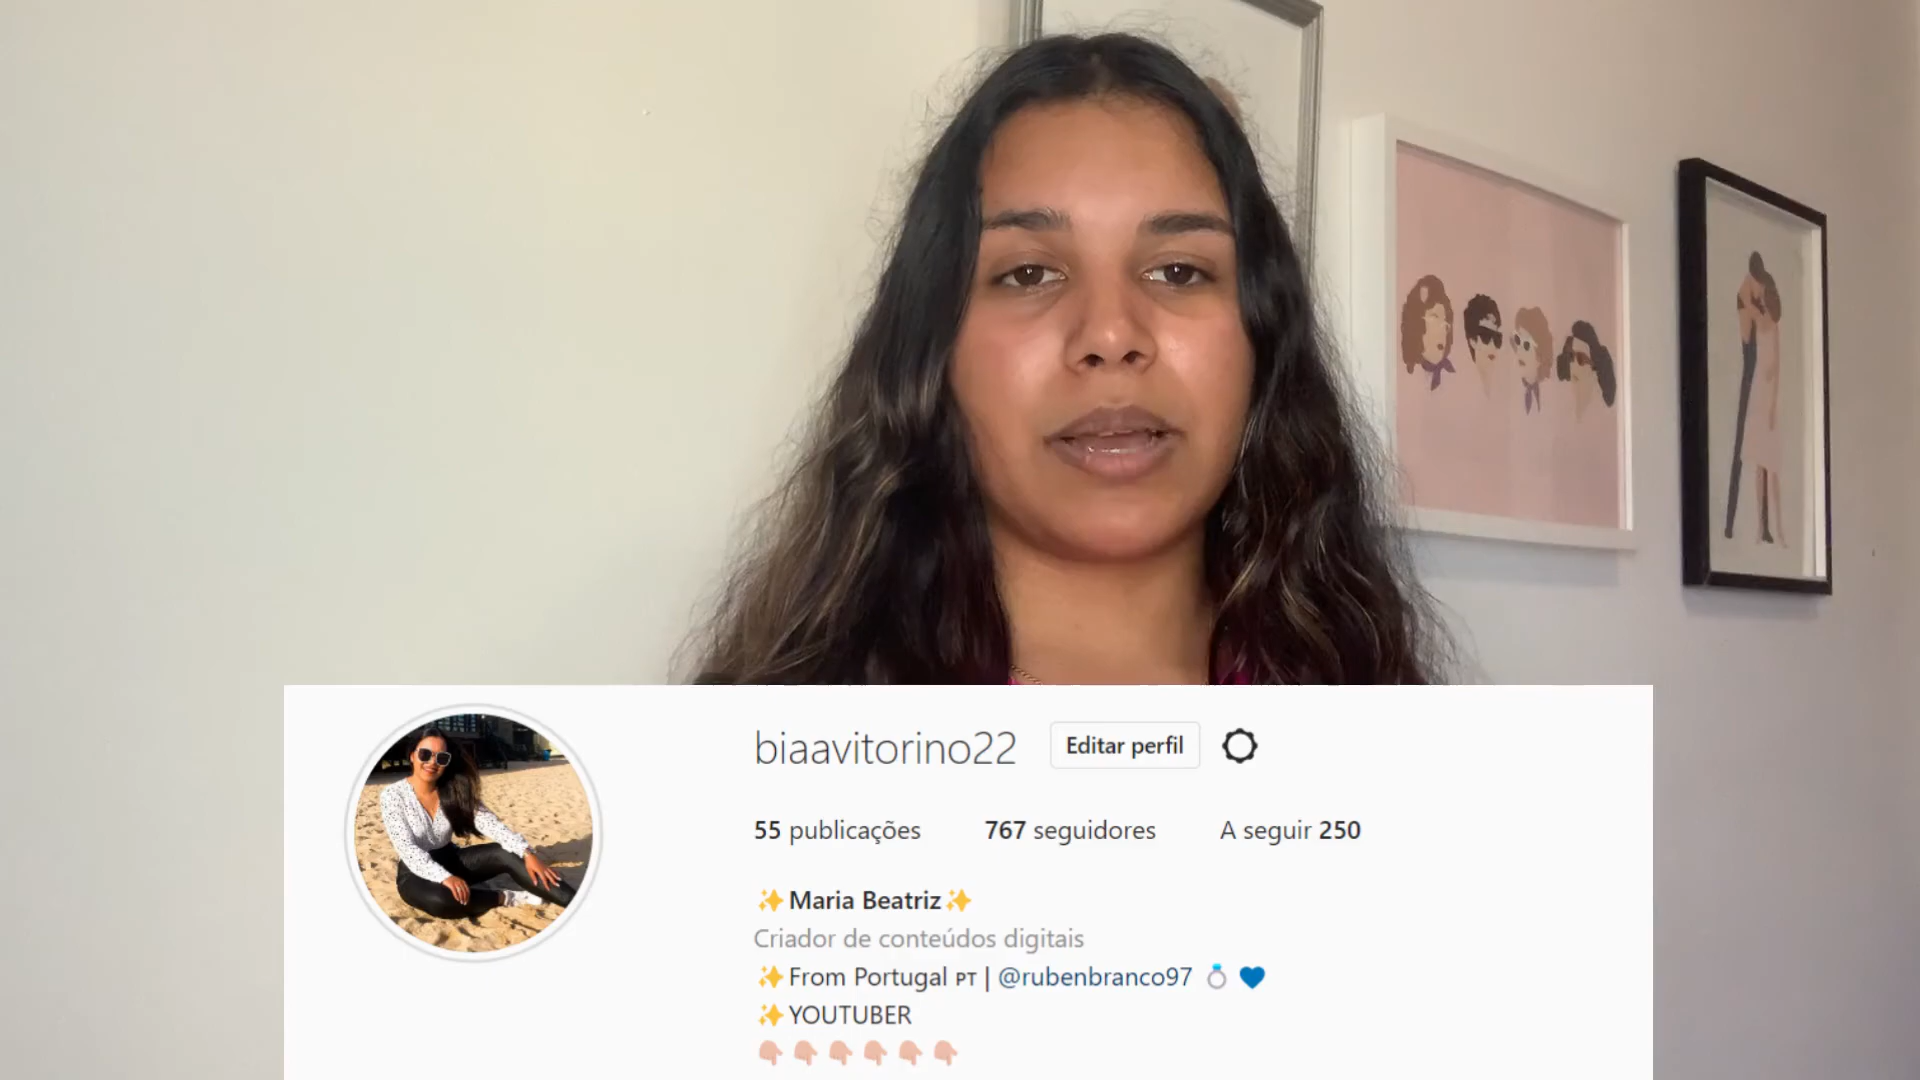 biaavitorino22 Editar perfil
55 publicações 767 seguidores A seguir 250
✨Maria Beatriz✨
Criador de conteúdos digitais
✨From Portugal PT | @rubenbranco97 💍 💙
✨YOUTUBER
👇🏼👇🏼👇🏼👇🏼👇🏼👇🏼